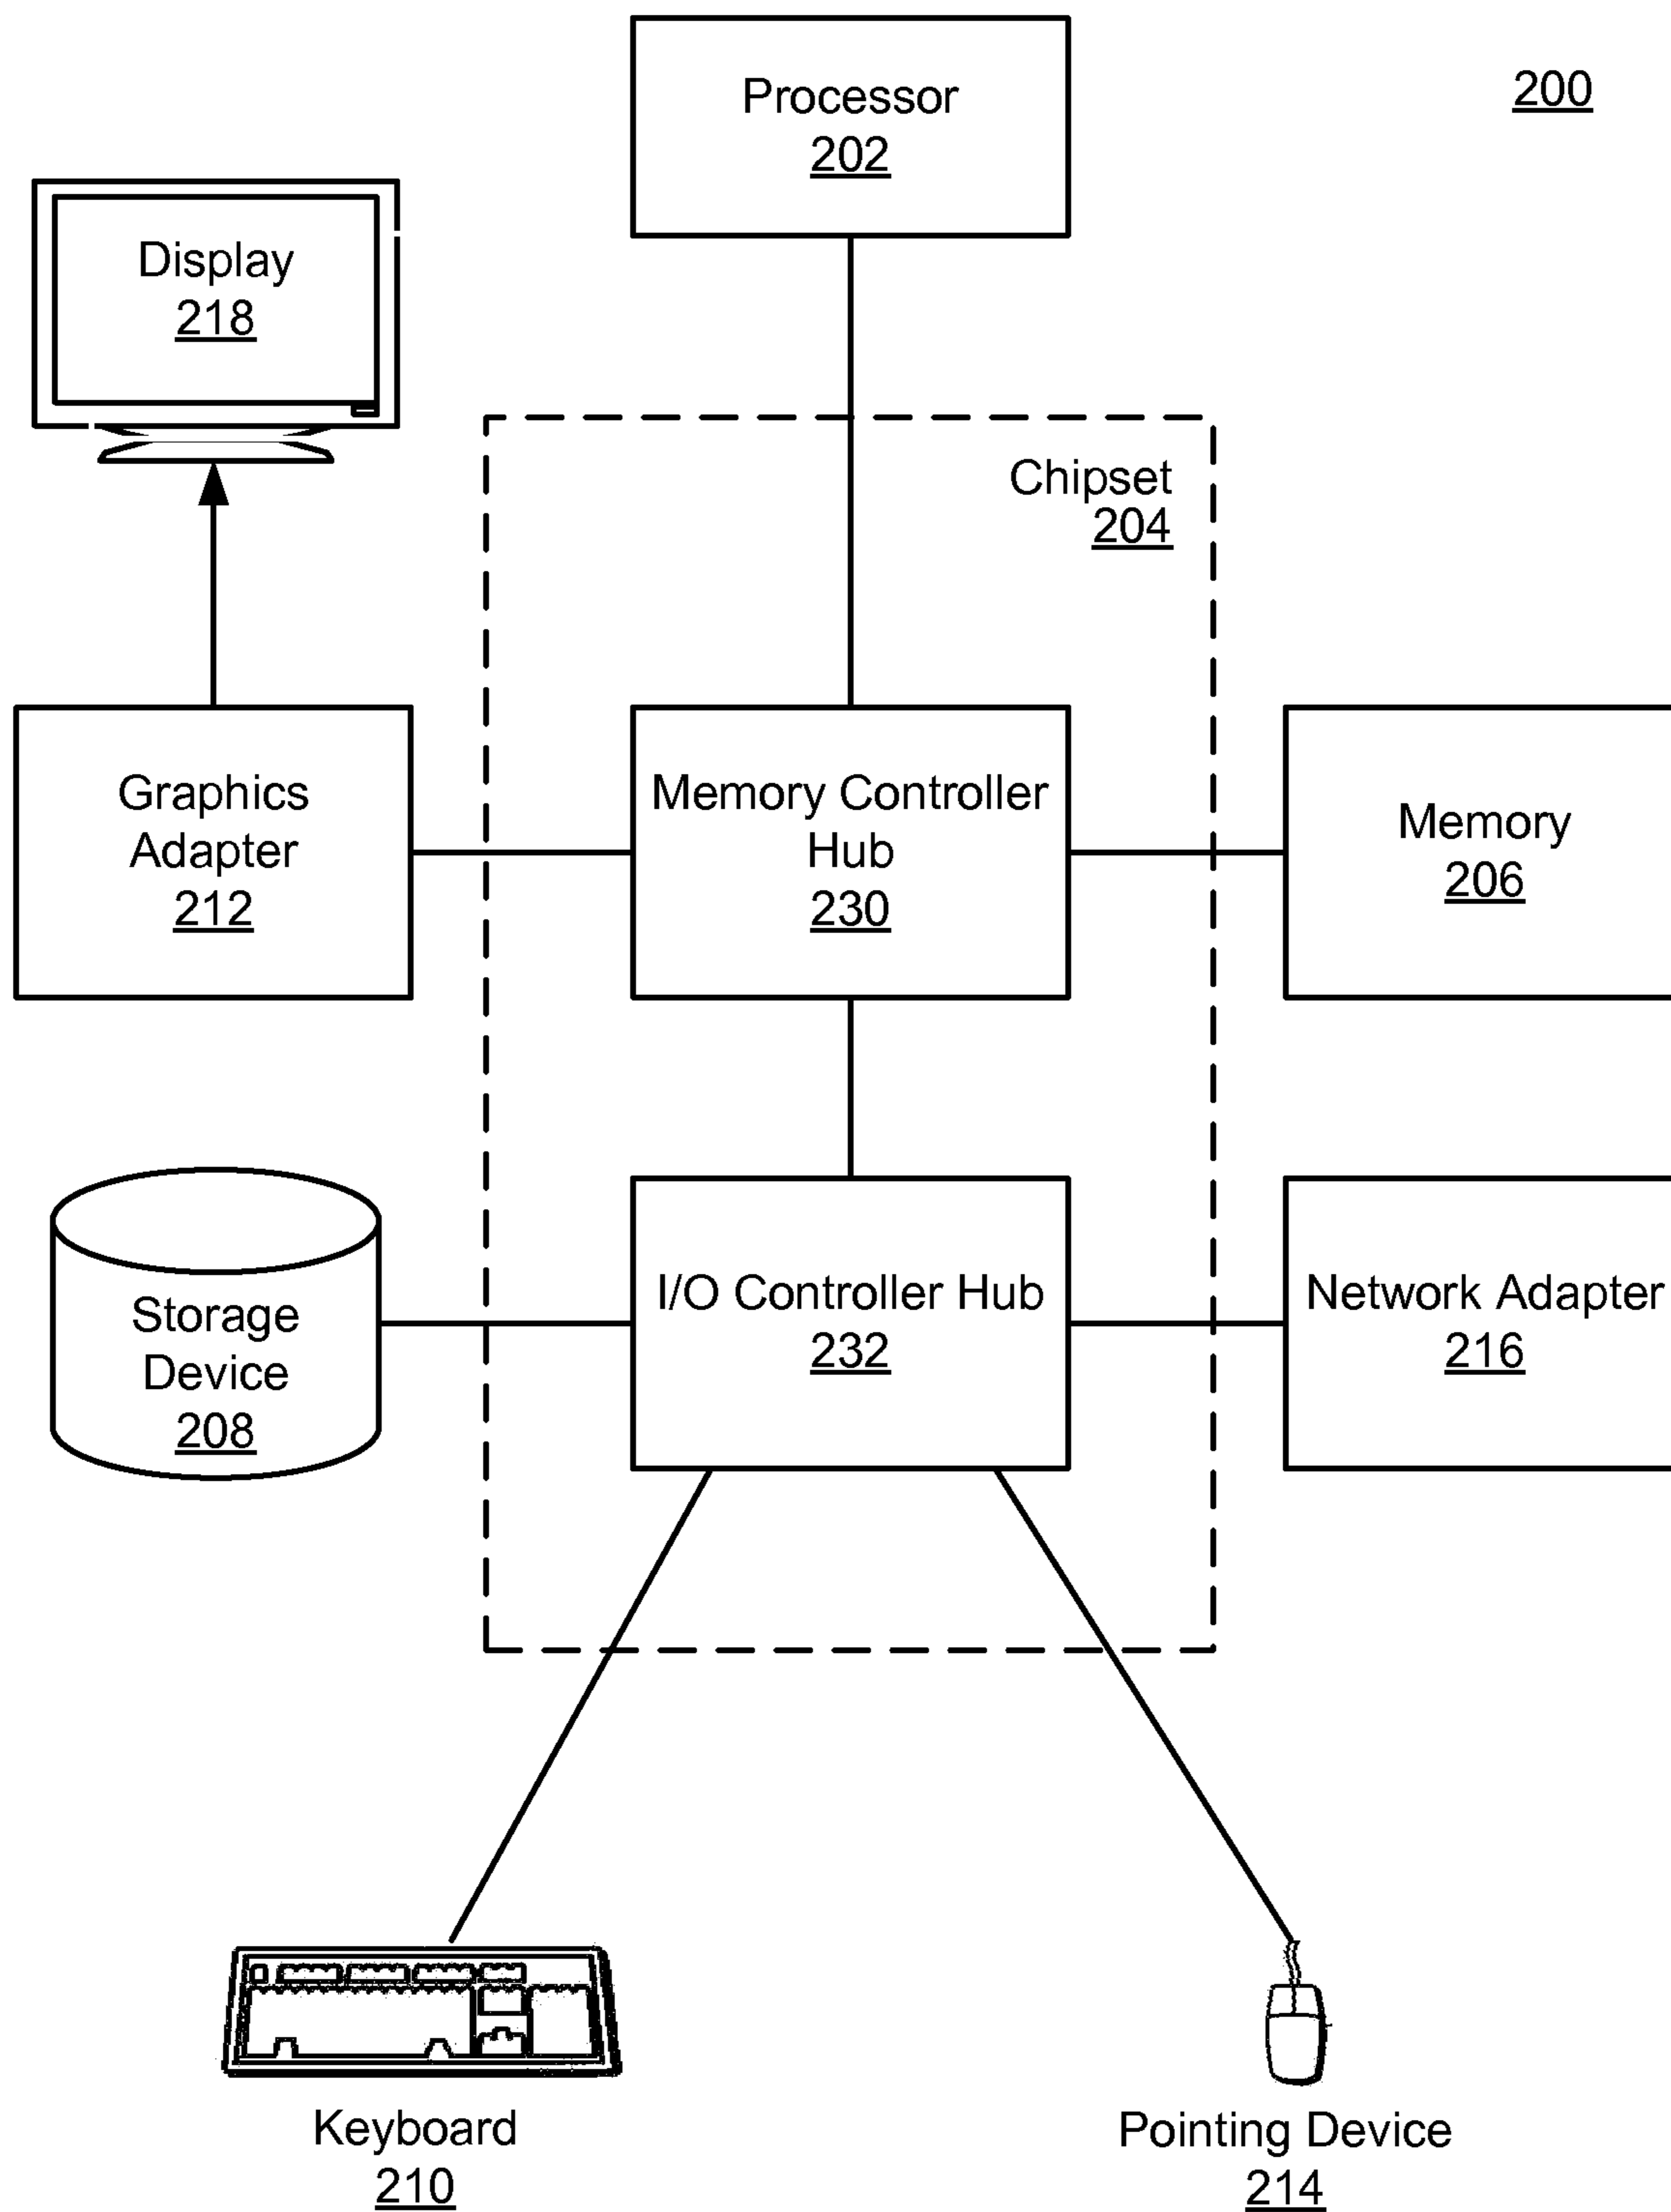 Processor
202
200
Display
218
Chipset
204
Graphics
Adapter
212
Memory Controller
Hub
230
Memory
206
Storage
Device
208
I/O Controller Hub
232
Network Adapter
216
Keyboard
210
Pointing Device
214